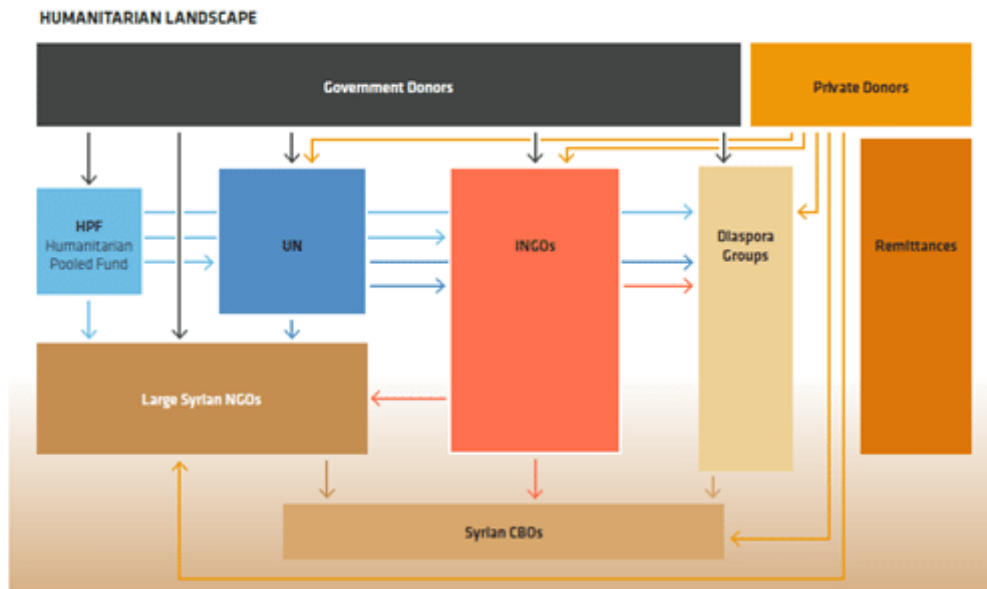 HUMANITARIAN LANDSCAPE
Government Donors
Private Donors
HPF
Humanitarian
Pooled Fund
UN
INGOs
Diaspora
Groups
Remittances
Large Syrian NGOs
Syrian CBOs